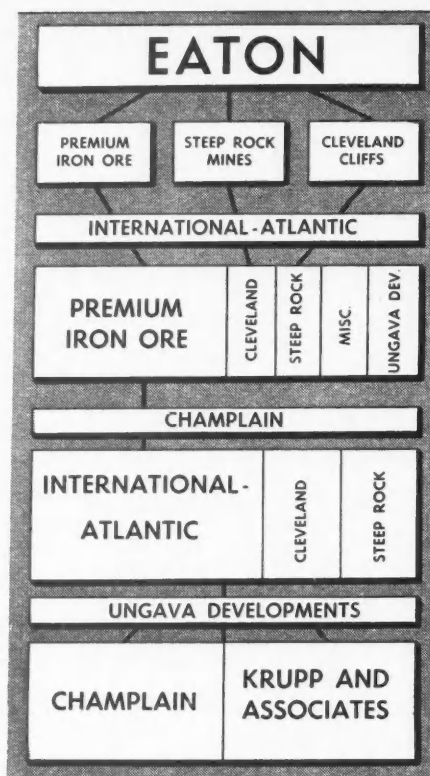 EATON
PREMIUM
IRON ORE
STEEP ROCK
MINES
CLEVELAND
CLIFFS
INTERNATIONAL-ATLANTIC
PREMIUM
IRON ORE
CLEVELAND
STEEP ROCK
MISC.
UNGAVA DEV.
CHAMPLAIN
INTERNATIONAL-
ATLANTIC
CLEVELAND
STEEP ROCK
UNGAVA DEVELOPMENTS
CHAMPLAIN
KRUPP AND
ASSOCIATES